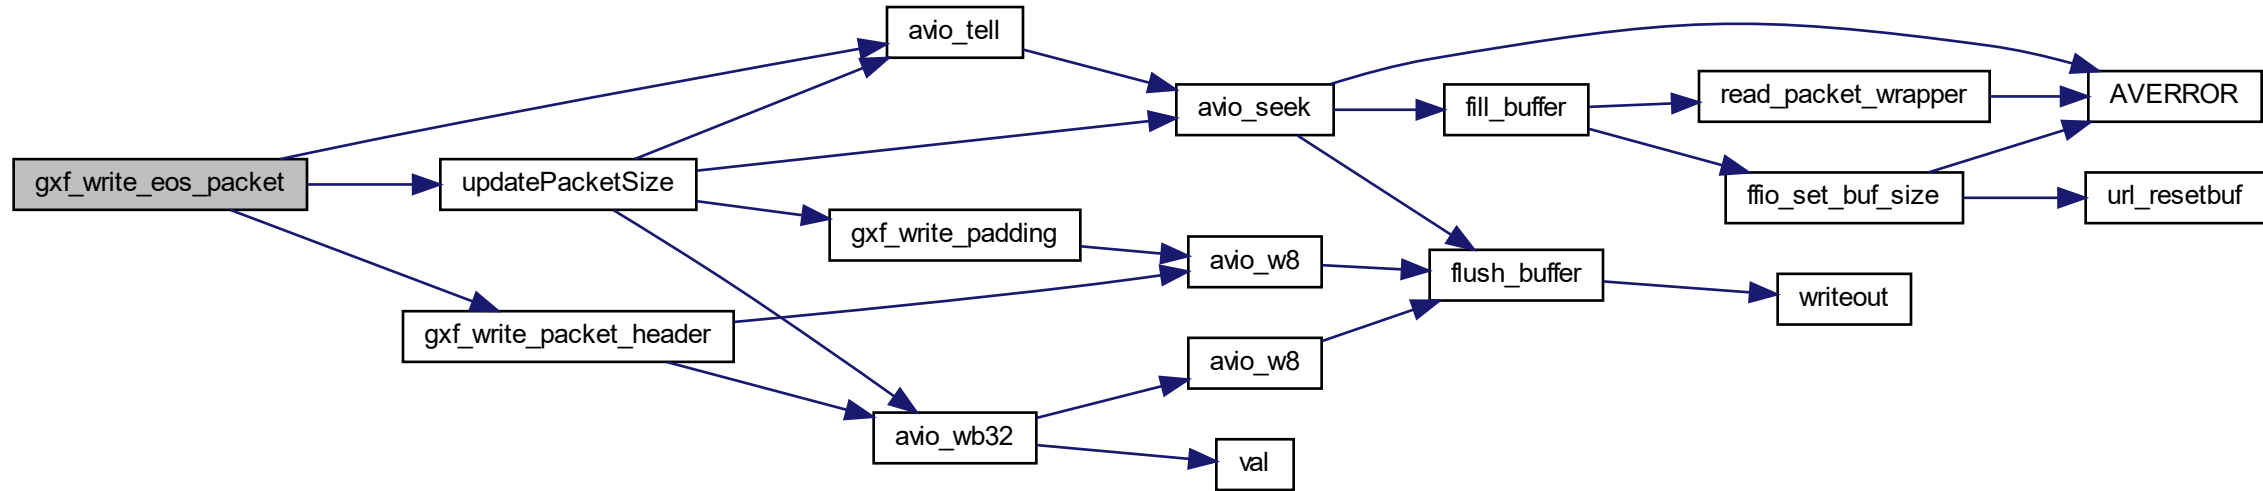 gxf_write_eos_packet
updatePacketSize
gxf_write_packet_header
avio_tell
gxf_write_padding
avio_wb32
avio_seek
avio_w8
avio_w8
val
fill_buffer
flush_buffer
read_packet_wrapper
ffio_set_buf_size
writeout
AVERROR
url_resetbuf